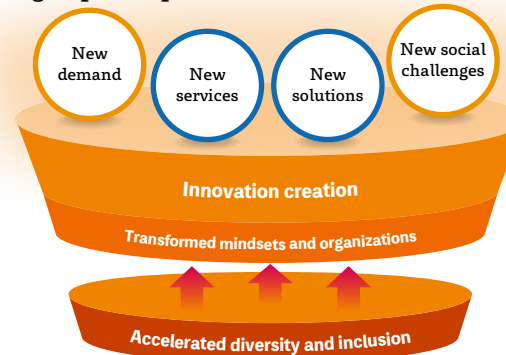 New
demand
New
services
New
solutions
New social
challenges
Innovation creation
Transformed mindsets and organizations
Accelerated diversity and inclusion